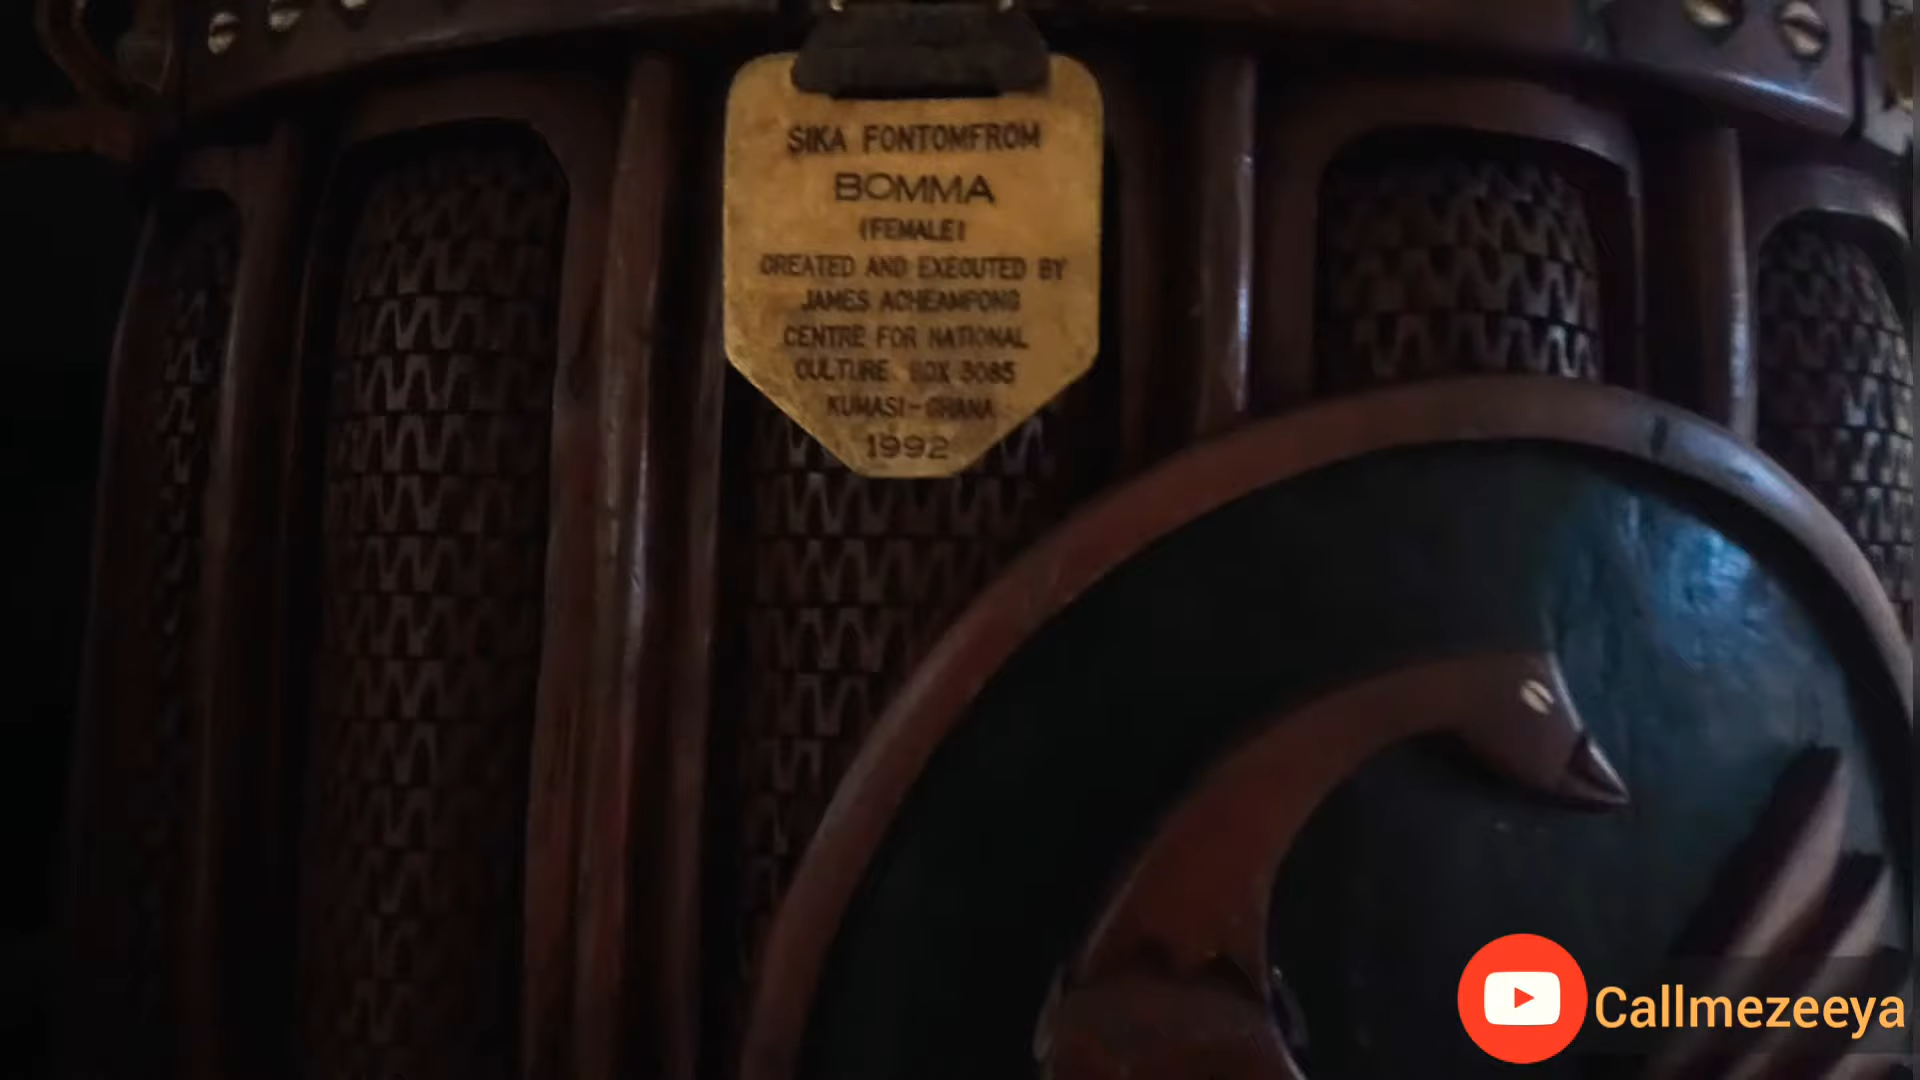 SIKA FONTOMFROM
BOMMA
(FEMALE)
CREATED AND EXECUTED BY
JAMES ACHEAMPONG
CENTRE FOR NATIONAL
CULTURE BOX 3085
KUMASI-GHANA
1992
Callmezeeya